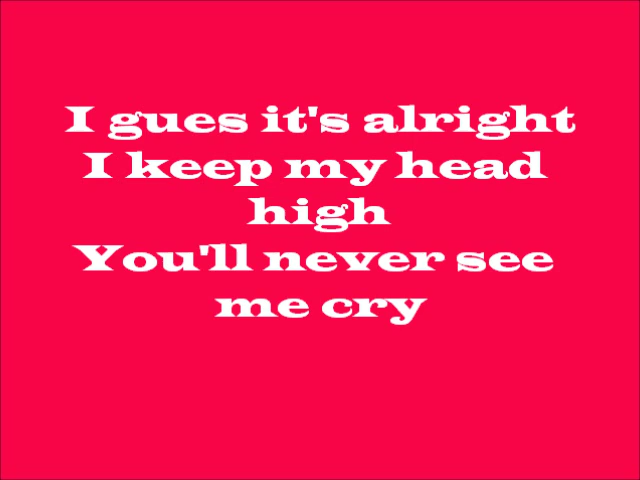 I gues it's alright
I keep my head
high
You'll never see
me cry